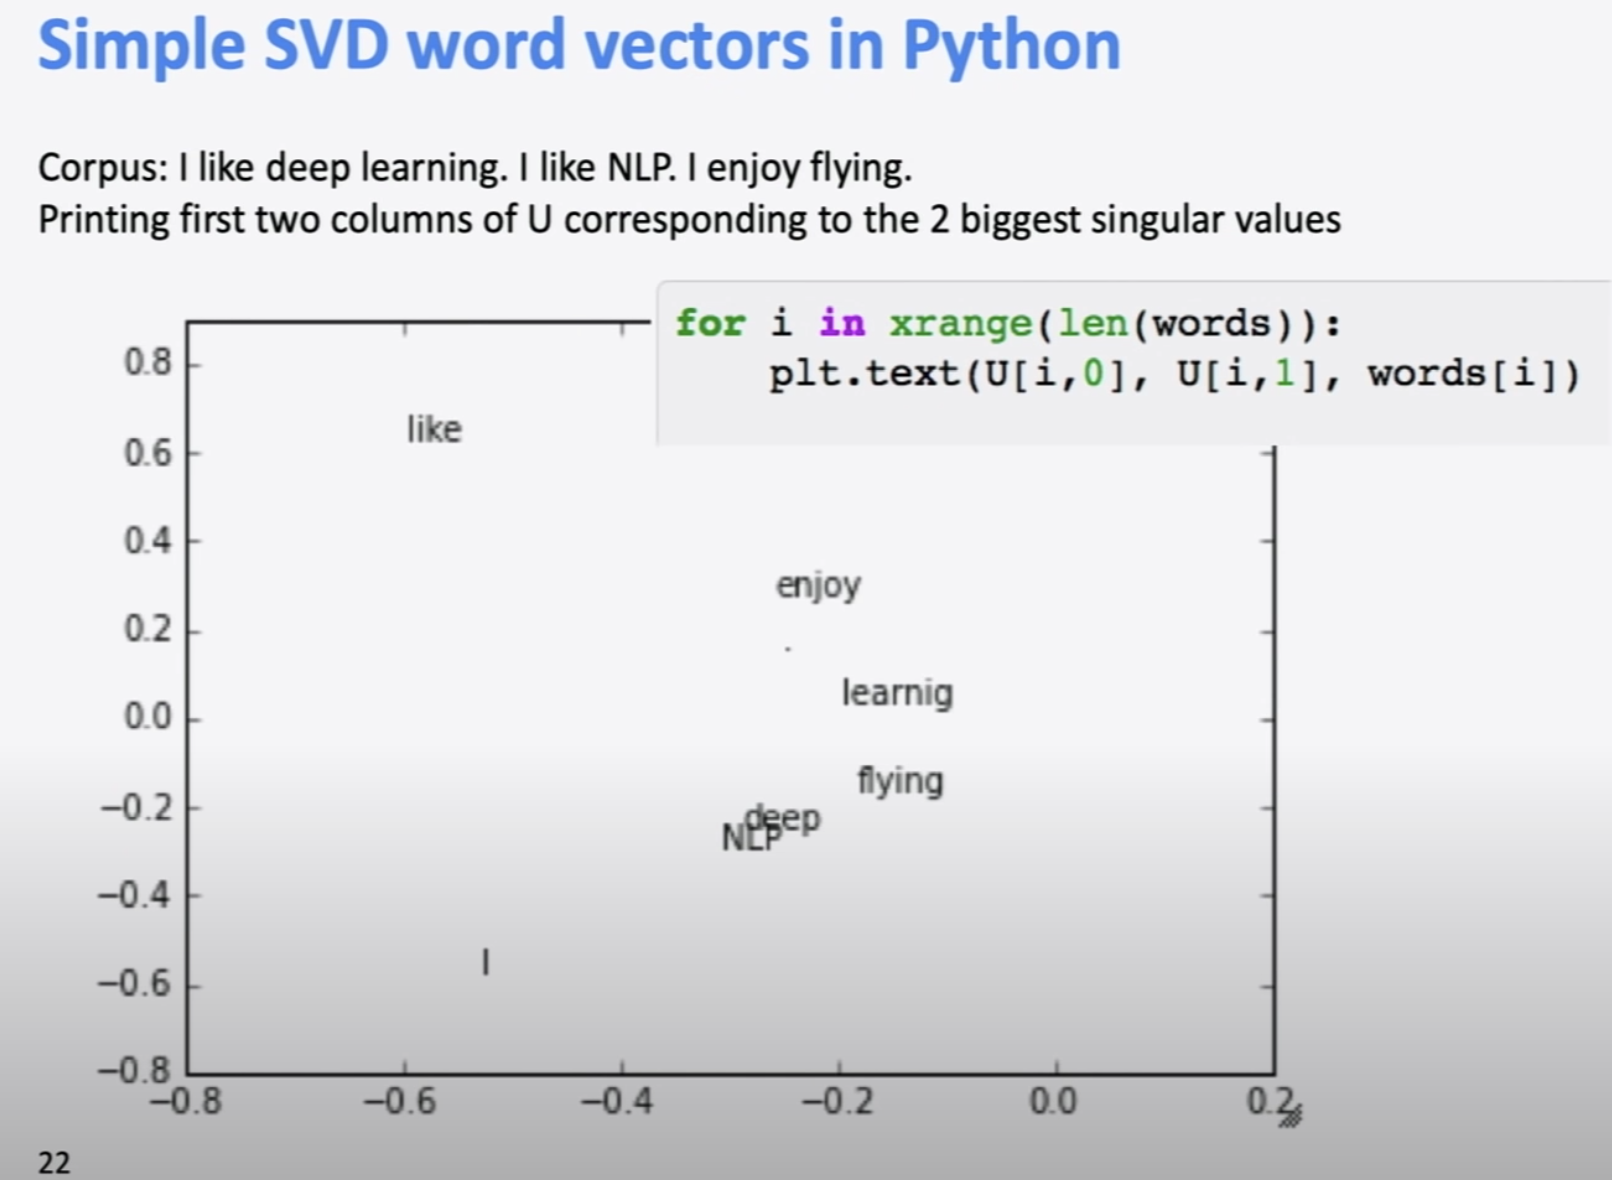 Simple SVD word vectors in Python
Corpus: I like deep learning. I like NLP. I enjoy flying.
Printing first two columns of U corresponding to the 2 biggest singular values
for i in xrange(len(words)):
    plt.text(U[i,0], U[i,1], words[i])
0.8
like
0.6
0.4
enjoy
0.2
.
learnig
0.0
flying
−0.2
deep
NLP
−0.4
I
−0.6
−0.8
−0.8 −0.6 −0.4 −0.2 0.0 0.2
22